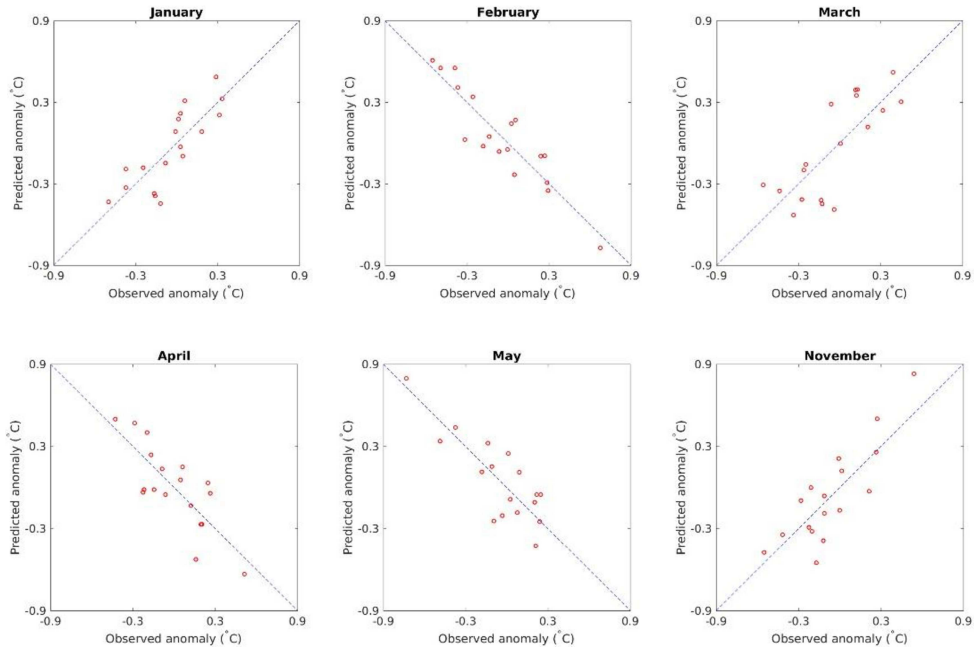 January
0.9
0.3
-0.3
-0.9
-0.9 -0.3 0.3 0.9
Predicted anomaly (°C)
Observed anomaly (°C)
February
0.9
0.3
-0.3
-0.9
-0.9 -0.3 0.3 0.9
Predicted anomaly (°C)
Observed anomaly (°C)
March
0.9
0.3
-0.3
-0.9
-0.9 -0.3 0.3 0.9
Predicted anomaly (°C)
Observed anomaly (°C)
April
0.9
0.3
-0.3
-0.9
-0.9 -0.3 0.3 0.9
Predicted anomaly (°C)
Observed anomaly (°C)
May
0.9
0.3
-0.3
-0.9
-0.9 -0.3 0.3 0.9
Predicted anomaly (°C)
Observed anomaly (°C)
November
0.9
0.3
-0.3
-0.9
-0.9 -0.3 0.3 0.9
Predicted anomaly (°C)
Observed anomaly (°C)